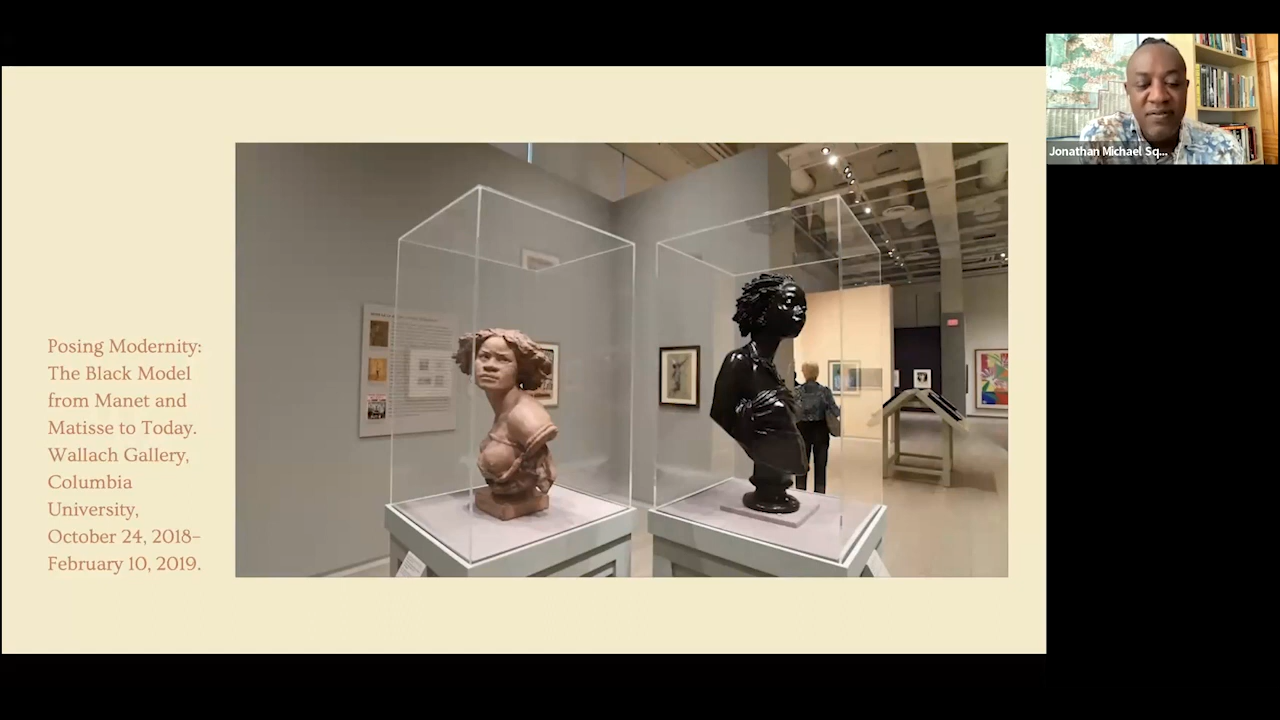 Posing Modernity:
The Black Model
from Manet and
Matisse to Today.
Wallach Gallery,
Columbia
University,
October 24, 2018–
February 10, 2019.
Jonathan Michael Sq...